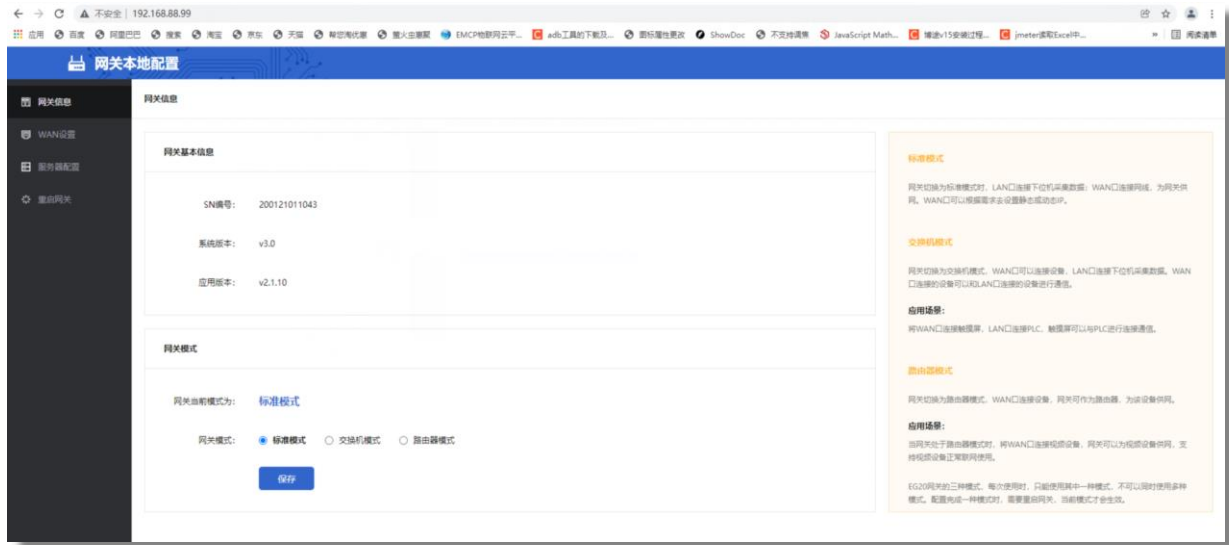 不安全 192.168.88.99
应用 百度 阿里巴巴 搜索 淘宝 京东 天猫 帮您淘优惠 萤火虫惠聚 EMCP物联网云平... adb工具的下载及... 图标属性更改 ShowDoc 不支持调焦 JavaScript Math... 博途v15安装过程... jmeter读取Excel中... » 阅读清单
网关本地配置
网关信息
WAN设置
服务器配置
重启网关
网关信息
网关基本信息
SN编号: 200121011043
系统版本: v3.0
应用版本: v2.1.10
网关模式
网关当前模式为: 标准模式
网关模式: 标准模式 交换机模式 路由器模式
保存
标准模式
网关切换为标准模式时，LAN口连接下位机采集数据；WAN口连接网线，为网关供
网。WAN口可以根据需求去设置静态或动态IP。
交换机模式
网关切换为交换机模式，WAN口可以连接设备，LAN口连接下位机采集数据。WAN
口连接的设备可以和LAN口连接的设备进行通信。
应用场景:
将WAN口连接触摸屏，LAN口连接PLC，触摸屏可以与PLC进行连接通信。
路由器模式
网关切换为路由器模式，WAN口连接设备，网关可作为路由器，为该设备供网。
应用场景:
当网关处于路由器模式时，将WAN口连接视频设备，网关可以为视频设备供网，支
持视频设备正常联网使用。
EG20网关的三种模式，每次使用时，只能使用其中一种模式，不可以同时使用多种
模式。配置完成一种模式时，需要重启网关，当前模式才会生效。